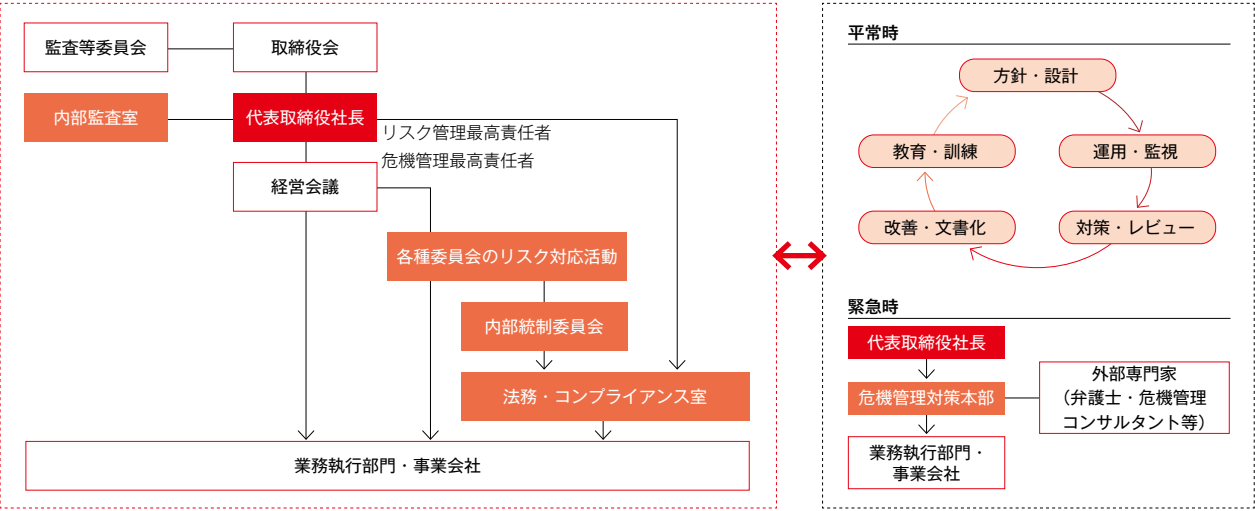 監査等委員会
取締役会
内部監査室
代表取締役社長
リスク管理最高責任者
危機管理最高責任者
経営会議
各種委員会のリスク対応活動
内部統制委員会
法務・コンプライアンス室
業務執行部門・事業会社
平常時
方針・設計
教育・訓練
運用・監視
改善・文書化
対策・レビュー
緊急時
代表取締役社長
危機管理対策本部
外部専門家
（弁護士・危機管理
コンサルタント等）
業務執行部門・
事業会社